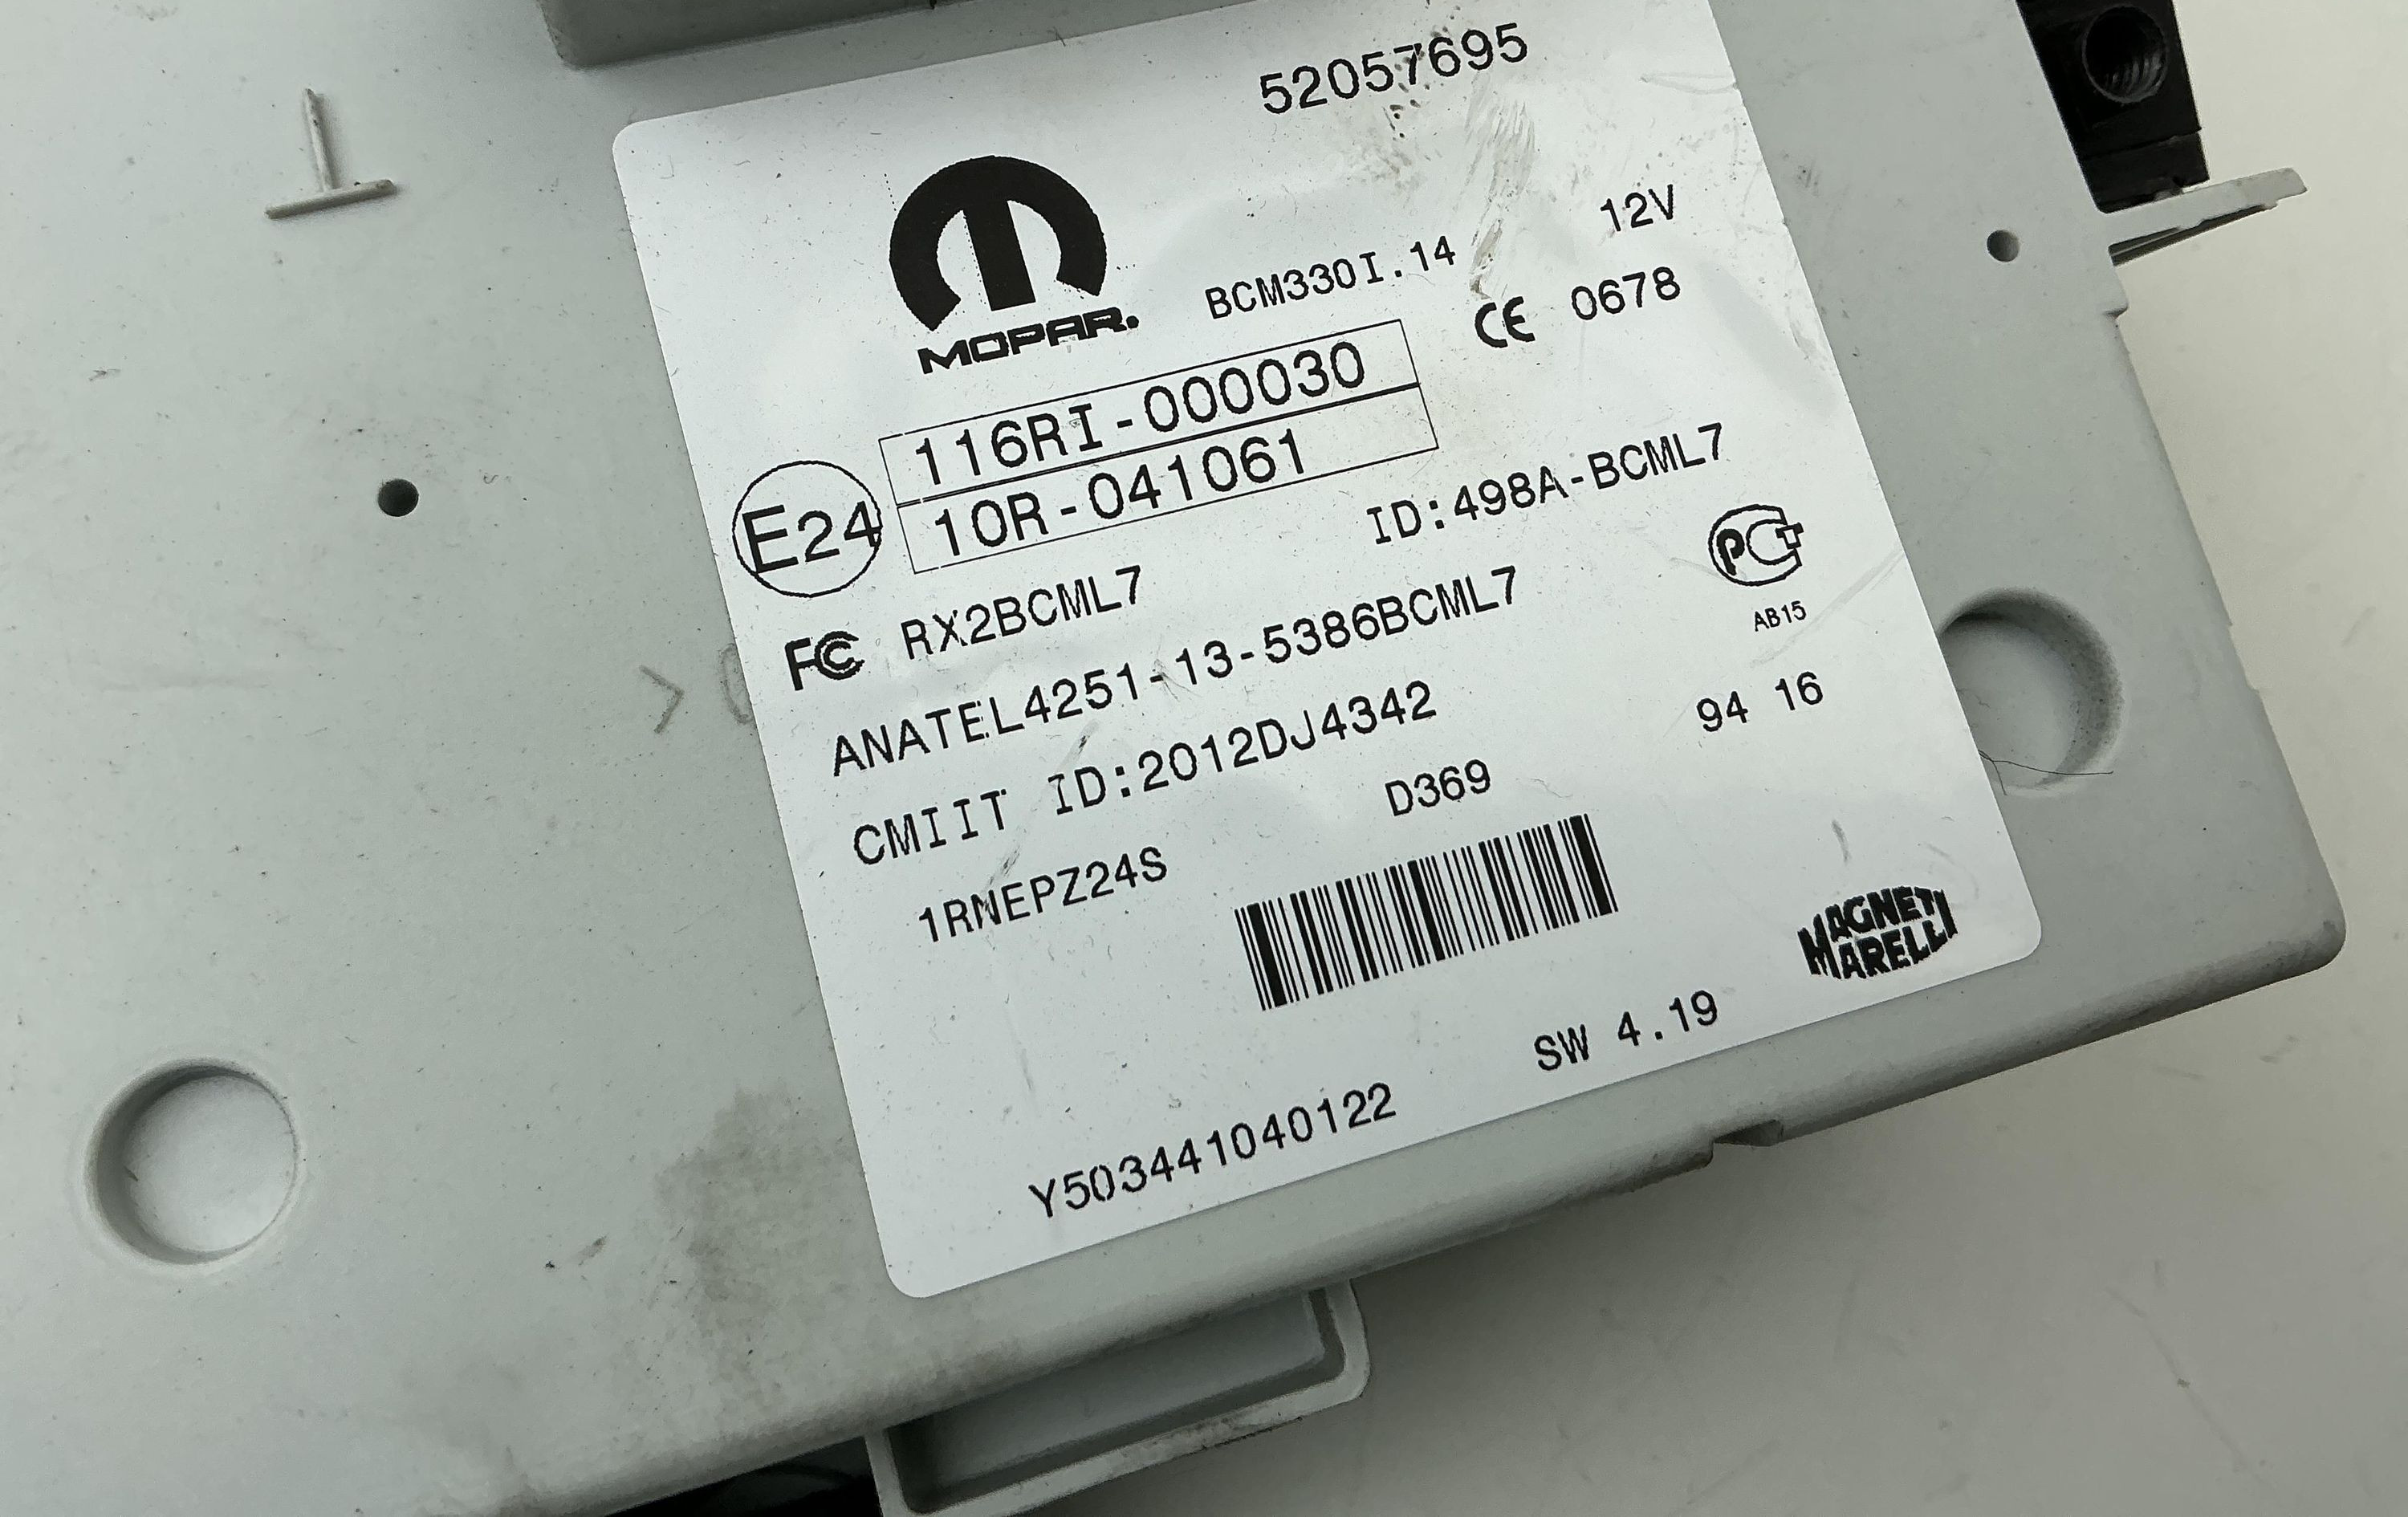 52057695
MOPAR.
BCM330I.14
12V
CE 0678
116RI-000030
10R-041061
E24
ID:498A-BCML7
FC RX2BCML7
PCT
AB15
ANATEL4251-13-5386BCML7
CMIIT ID:2012DJ4342
94 16
D369
1RNEPZ24S
MAGNETI
MARELLI
SW 4.19
Y503441040122